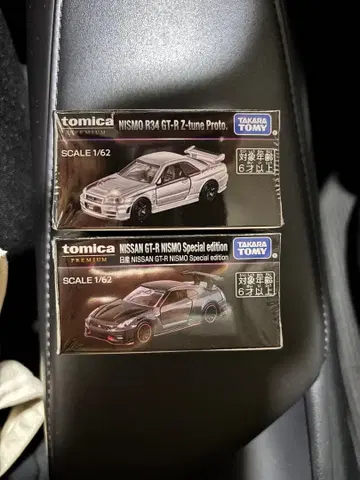 tomica
PREMIUM
NISMO R34 GT-R Z-tune Proto.
TAKARA
TOMY
SCALE 1/62
対象年齢
6才以上
tomica
PREMIUM
NISSAN GT-R NISMO Special edition
日産 NISSAN GT-R NISMO Special edition
TAKARA
TOMY
SCALE 1/62
対象年齢
6才以上